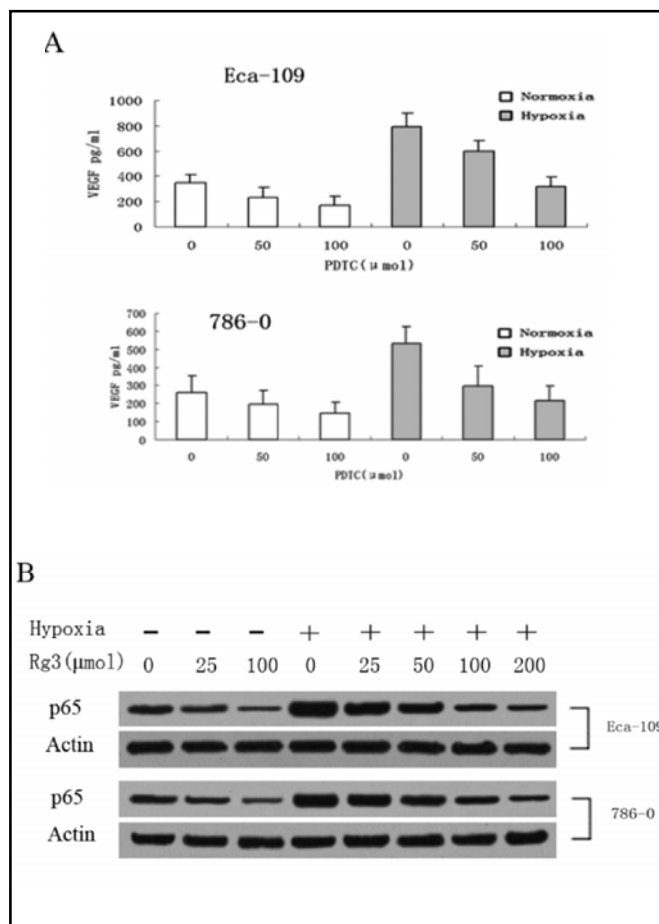 A
Eca-109
Normoxia
Hypoxia
1000
800
600
400
200
0
VEGF pg/ml
0 50 100 0 50 100
PDTC(μmol)
786-0
Normoxia
Hypoxia
700
600
500
400
300
200
100
0
VEGF pg/ml
0 50 100 0 50 100
PDTC(μmol)
B
Hypoxia − − − + + + + +
Rg3(μmol) 0 25 100 0 25 50 100 200
p65
Actin
Eca-109
p65
Actin
786-0